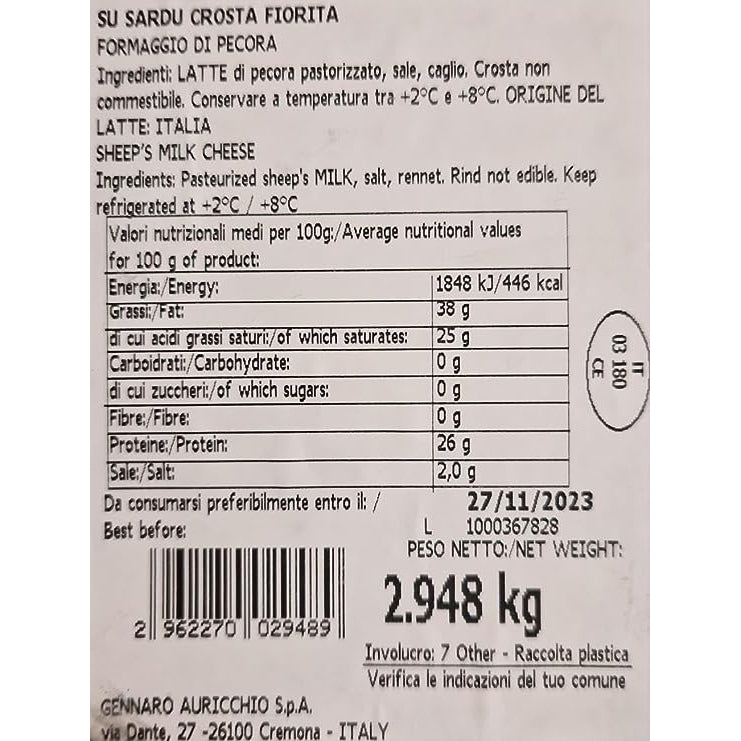 SU SARDU CROSTA FIORITA
FORMAGGIO DI PECORA
Ingredienti: LATTE di pecora pastorizzato, sale, caglio. Crosta non
commestibile. Conservare a temperatura tra +2°C e +8°C. ORIGINE DEL
LATTE: ITALIA
SHEEP'S MILK CHEESE
Ingredients: Pasteurized sheep's MILK, salt, rennet. Rind not edible. Keep
refrigerated at +2°C / +8°C
Valori nutrizionali medi per 100g:/Average nutritional values
for 100 g of product:
Energia:/Energy: 1848 kJ/446 kcal
Grassi:/Fat: 38 g
di cui acidi grassi saturi:/of which saturates: 25 g
Carboidrati:/Carbohydrate: 0 g
di cui zuccheri:/of which sugars: 0 g
Fibre:/Fibre: 0 g
Proteine:/Protein: 26 g
Sale:/Salt: 2,0 g
IT
03 180
CE
Da consumarsi preferibilmente entro il: / 27/11/2023
Best before: L 1000367828
PESO NETTO:/NET WEIGHT:
2.948 kg
2 962270 029489
Involucro: 7 Other - Raccolta plastica
Verifica le indicazioni del tuo comune
GENNARO AURICCHIO S.p.A.
via Dante, 27 -26100 Cremona - ITALY